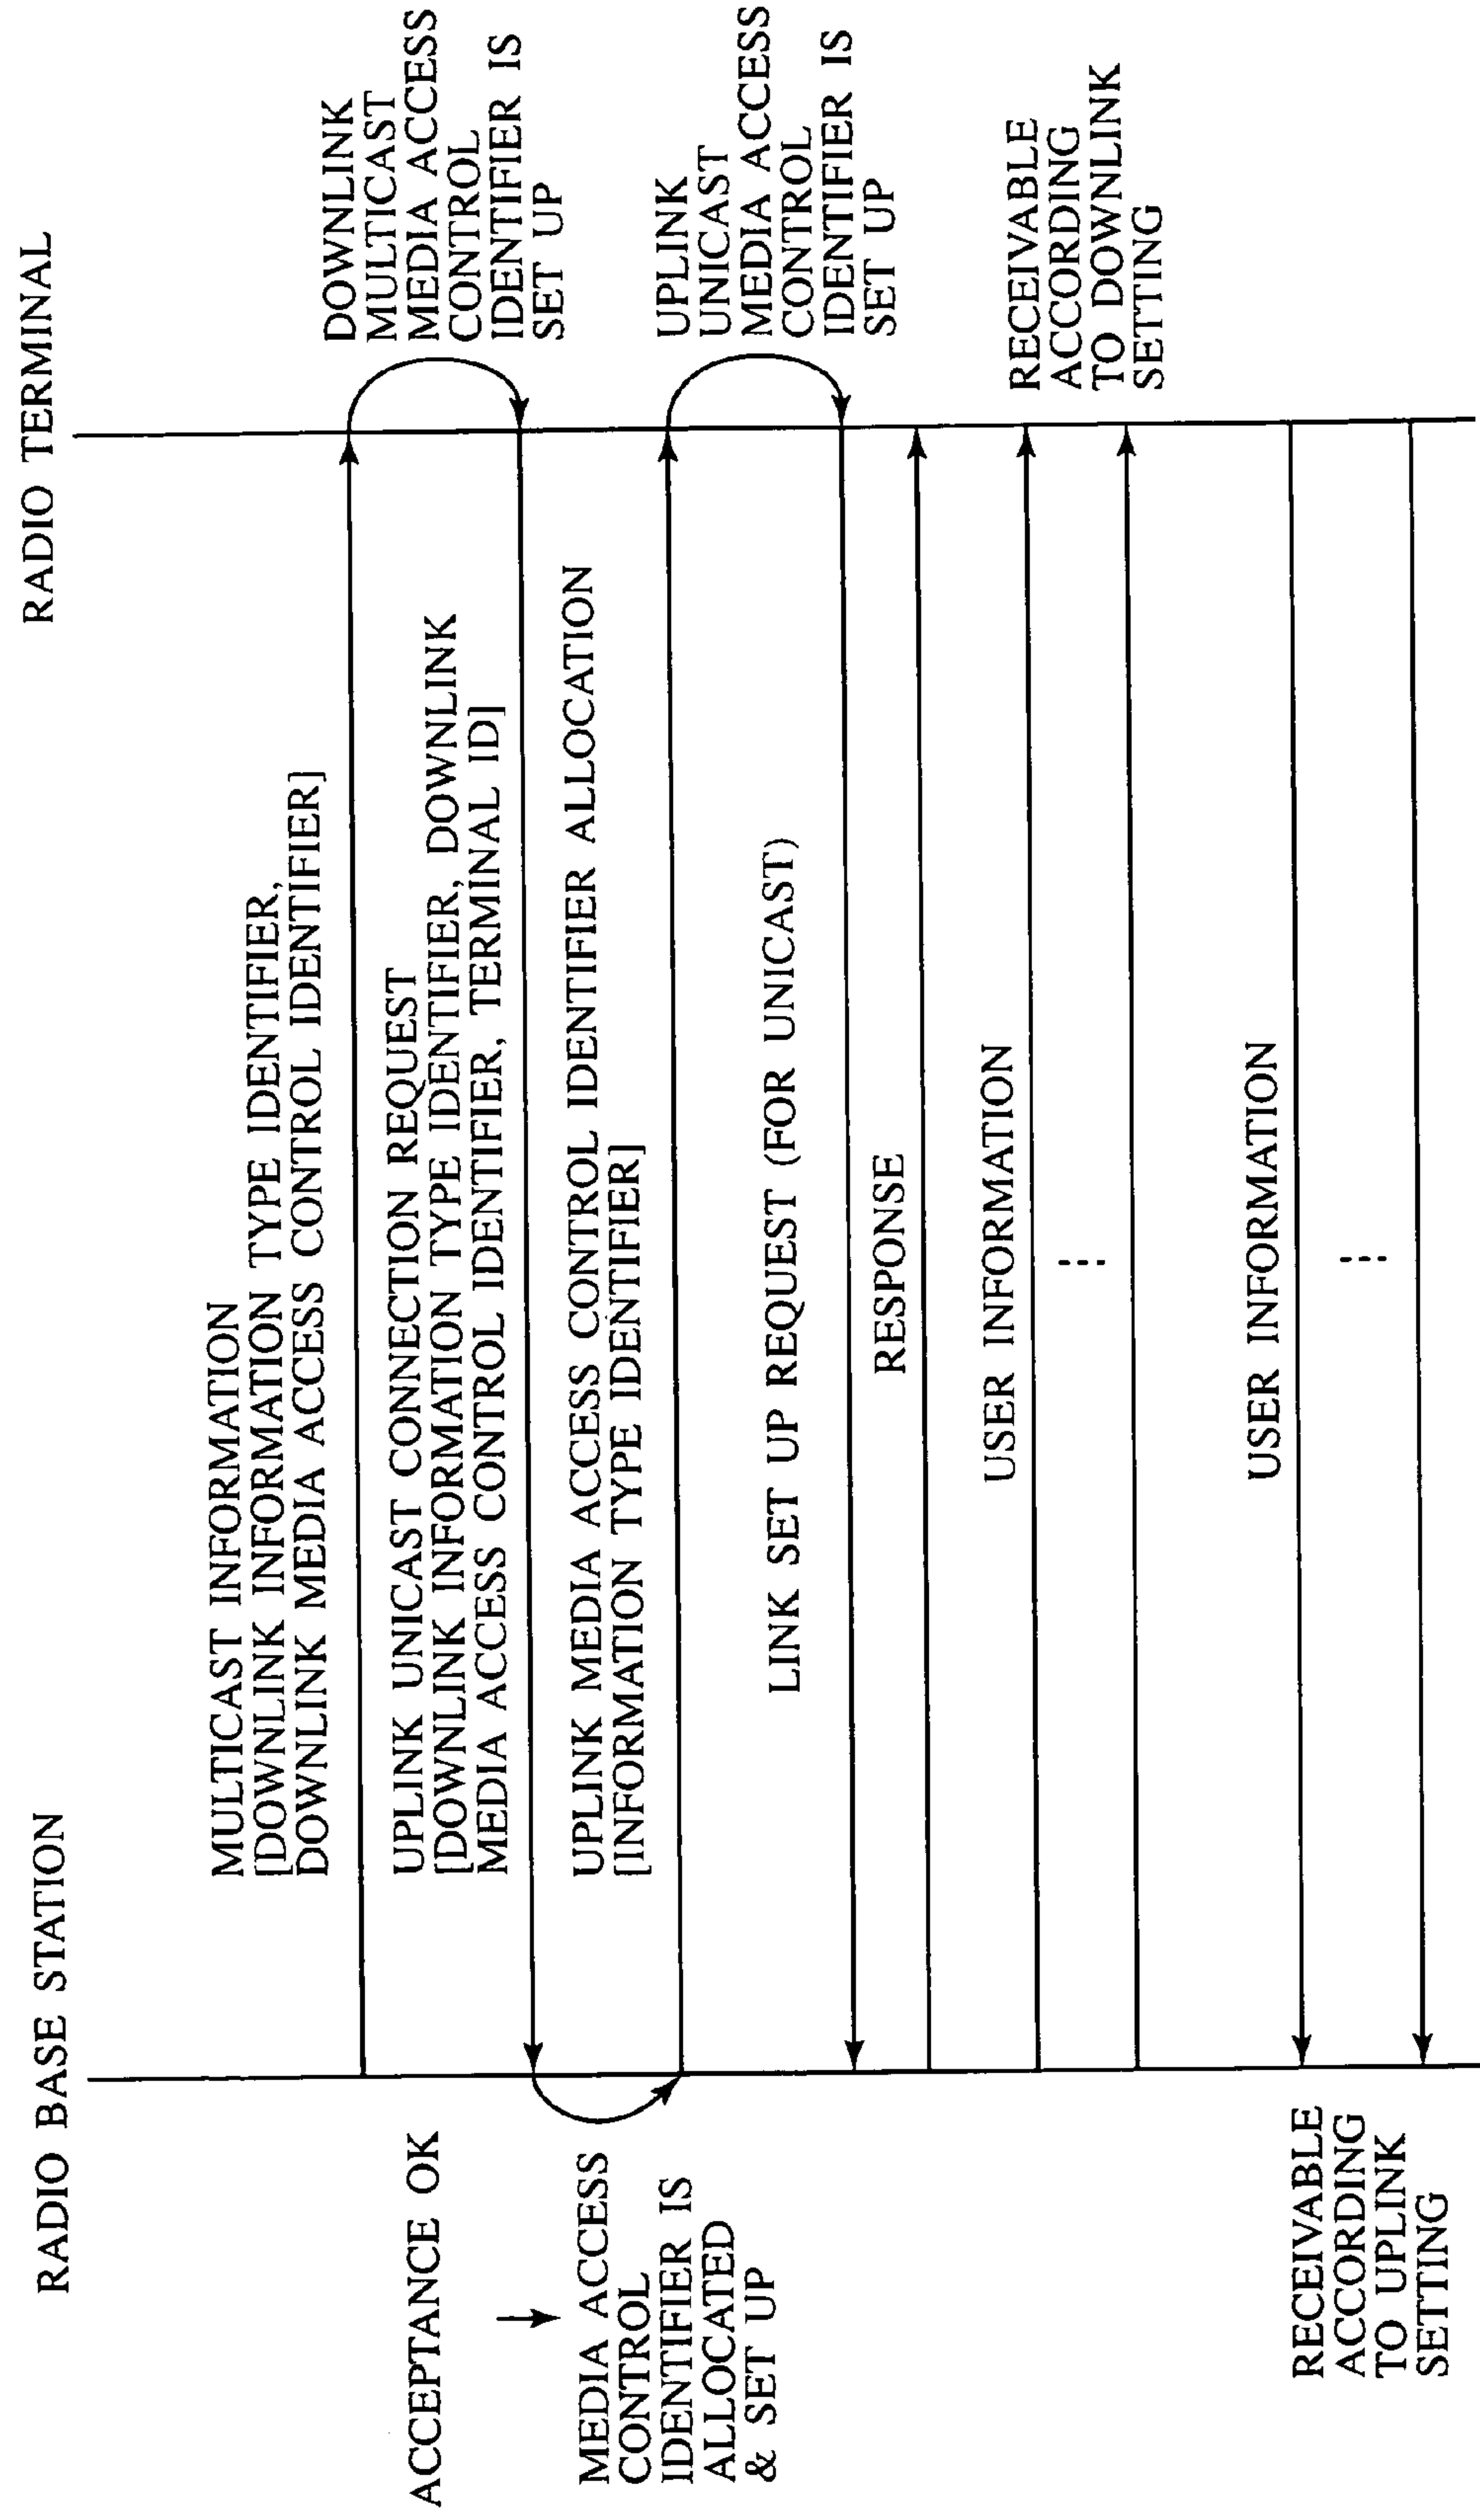 RADIO BASE STATION
RADIO TERMINAL
MULTICAST INFORMATION
[DOWNLINK INFORMATION TYPE IDENTIFIER,
DOWNLINK MEDIA ACCESS CONTROL IDENTIFIER]
DOWNLINK
MULTICAST
MEDIA ACCESS
CONTROL
IDENTIFIER IS
SET UP
UPLINK UNICAST CONNECTION REQUEST
[DOWNLINK INFORMATION TYPE IDENTIFIER, DOWNLINK
MEDIA ACCESS CONTROL IDENTIFIER, TERMINAL ID]
ACCEPTANCE OK
MEDIA ACCESS
CONTROL
IDENTIFIER IS
ALLOCATED
& SET UP
UPLINK MEDIA ACCESS CONTROL IDENTIFIER ALLOCATION
[INFORMATION TYPE IDENTIFIER]
UPLINK
UNICAST
MEDIA ACCESS
CONTROL
IDENTIFIER IS
SET UP
LINK SET UP REQUEST (FOR UNICAST)
RESPONSE
USER INFORMATION
RECEIVABLE
ACCORDING
TO DOWNLINK
SETTING
USER INFORMATION
RECEIVABLE
ACCORDING
TO UPLINK
SETTING